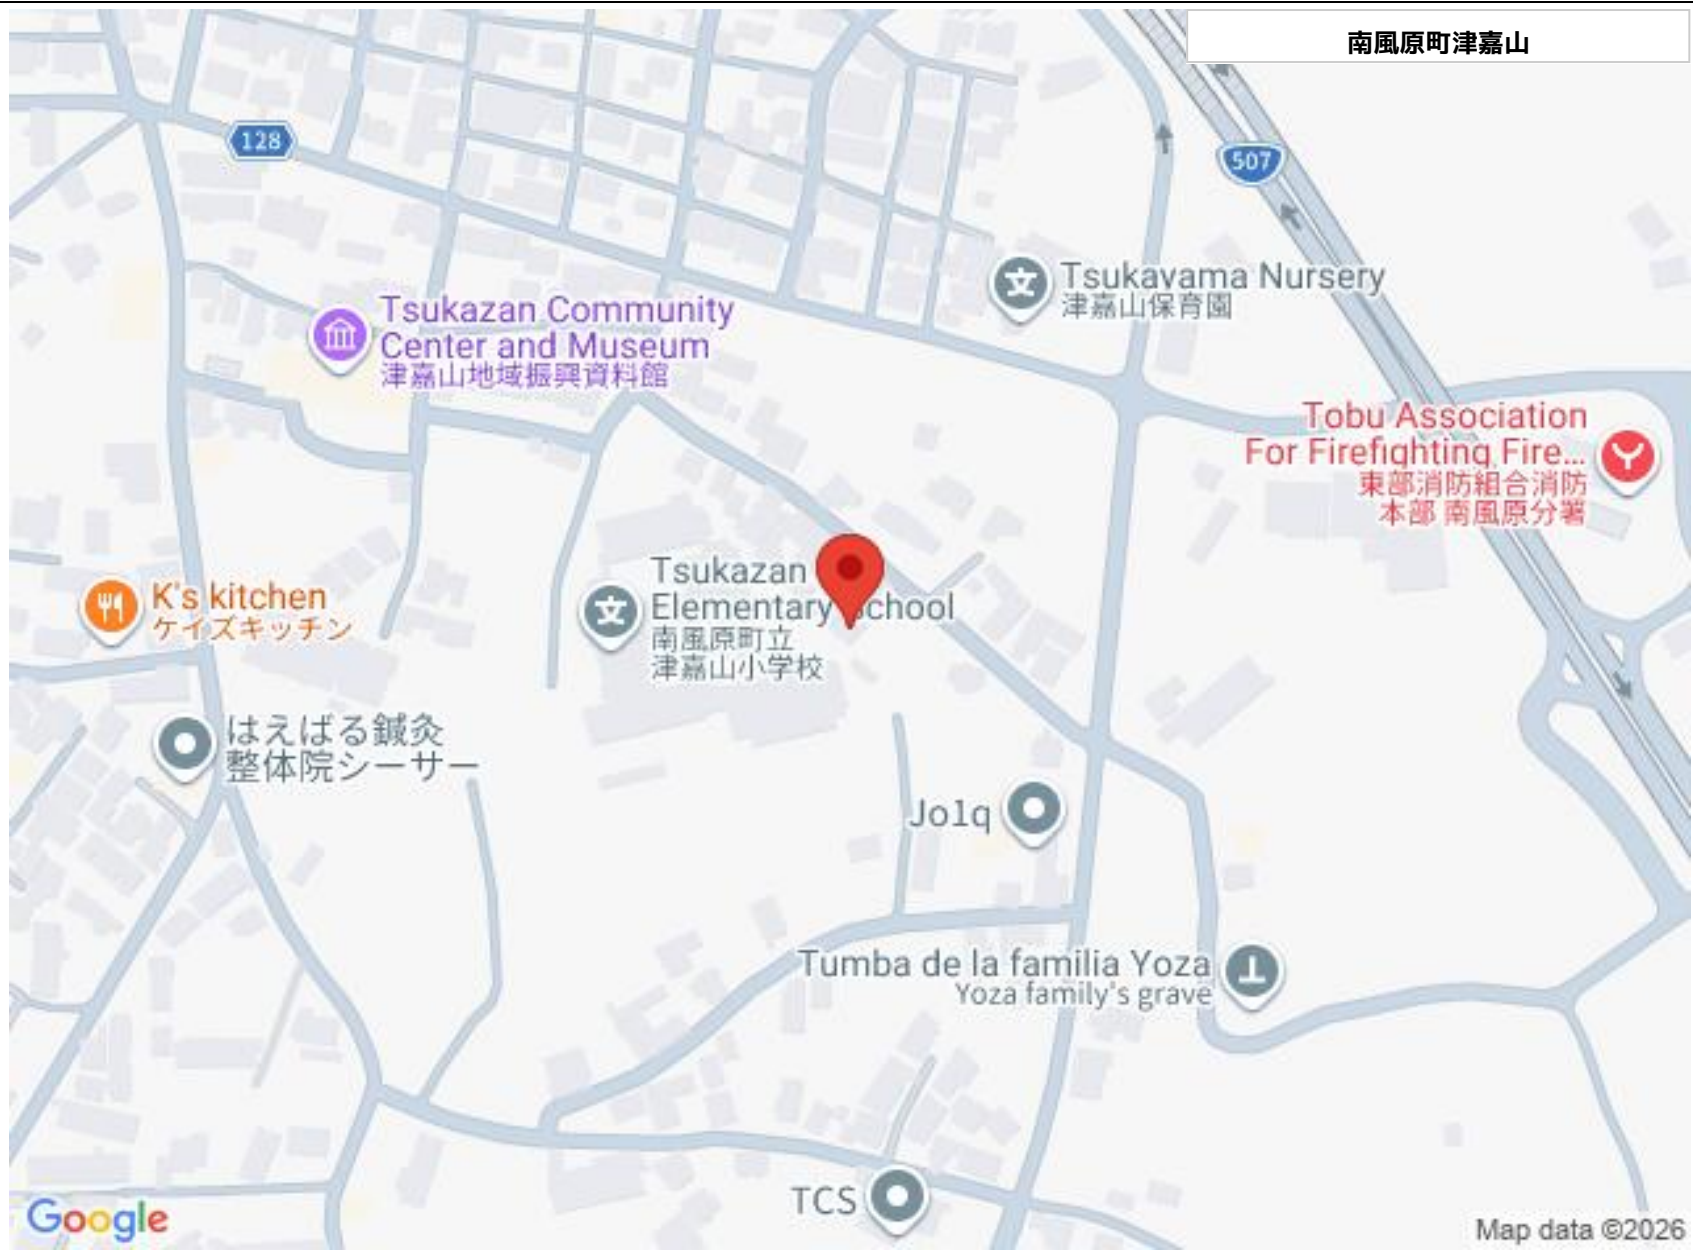 南風原町津嘉山
128
507
Tsukayama Nursery
津嘉山保育園
Tsukazan Community
Center and Museum
津嘉山地域振興資料館
Tobu Association
For Firefighting Fire...
東部消防組合消防
本部 南風原分署
Tsukazan
Elementary School
南風原町立
津嘉山小学校
K's kitchen
ケイズキッチン
はえばる鍼灸
整体院シーサー
Jo1q
Tumba de la familia Yoza
Yoza family's grave
TCS
Google
Map data ©2026